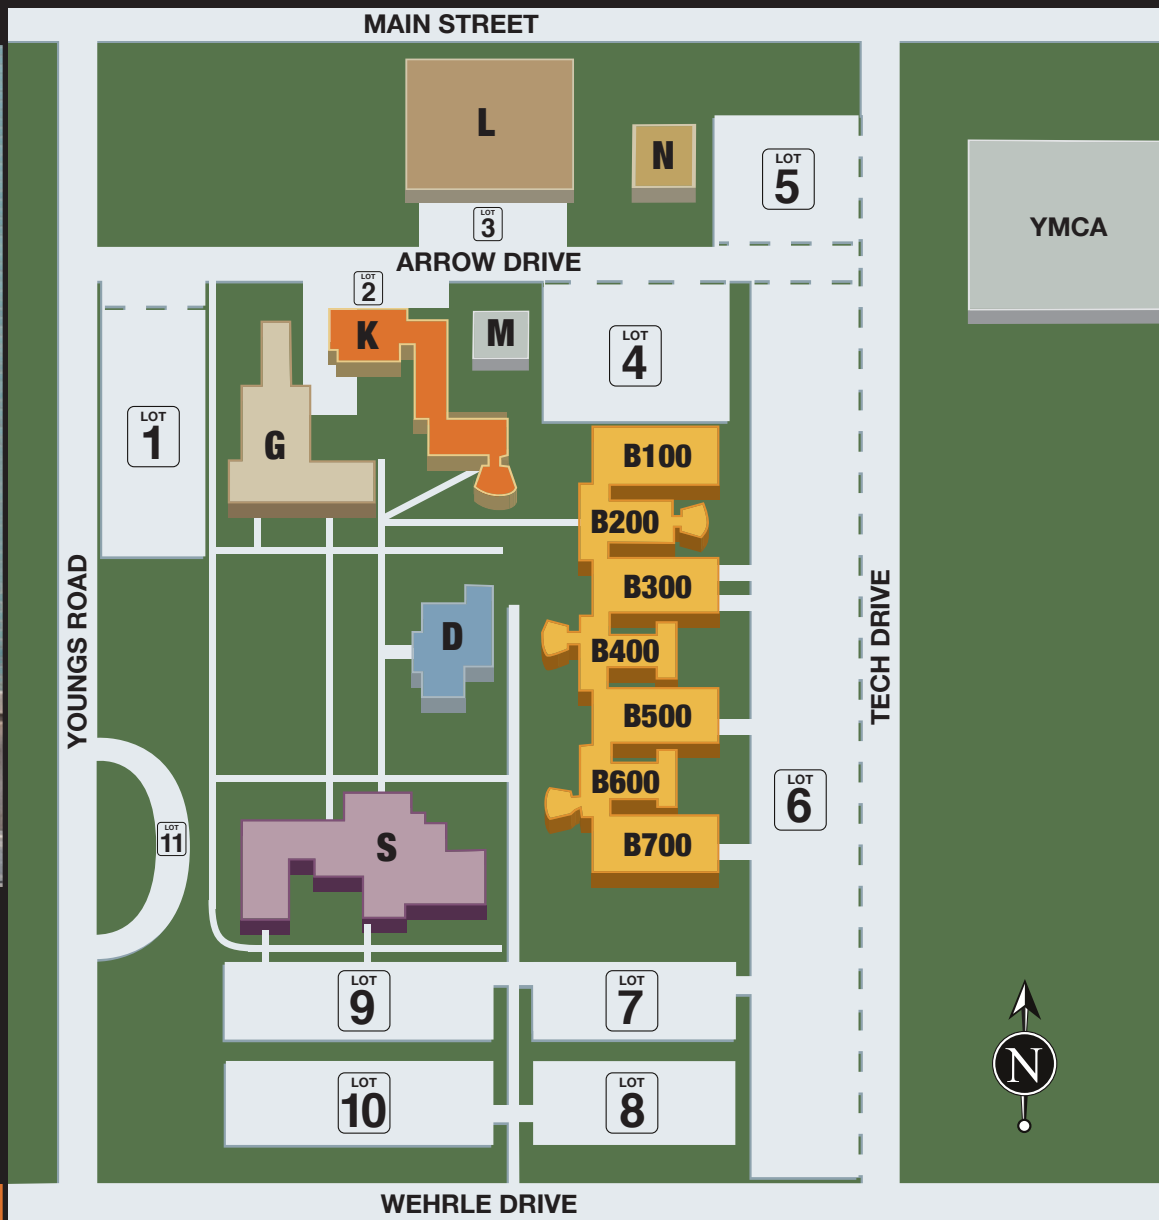 MAIN STREET
L
N
LOT
5
LOT
3
YMCA
ARROW DRIVE
LOT
2
K
M
LOT
4
LOT
1
G
B100
B200
B300
YOUNGS ROAD
D
B400
TECH DRIVE
B500
B600
LOT
6
LOT
11
S
B700
LOT
9
LOT
7
N
LOT
10
LOT
8
WEHRLE DRIVE